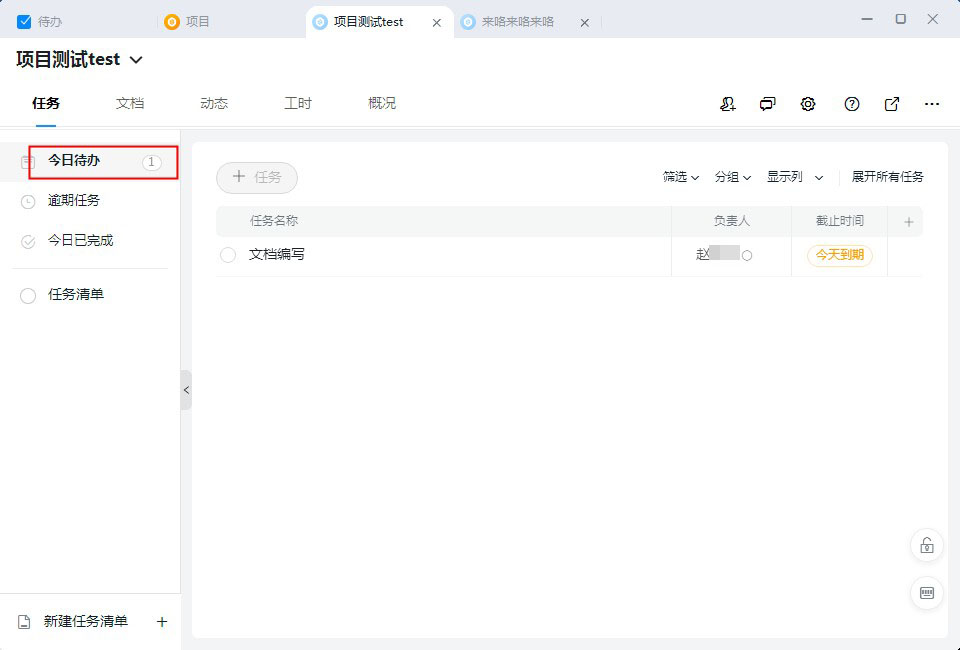 待办 项目 项目测试test 来咯来咯来咯
项目测试test
任务 文档 动态 工时 概况
今日待办 1
逾期任务
今日已完成
任务清单
新建任务清单 +
+ 任务 筛选 分组 显示列 展开所有任务
任务名称 负责人 截止时间 +
文档编写 赵 今天到期